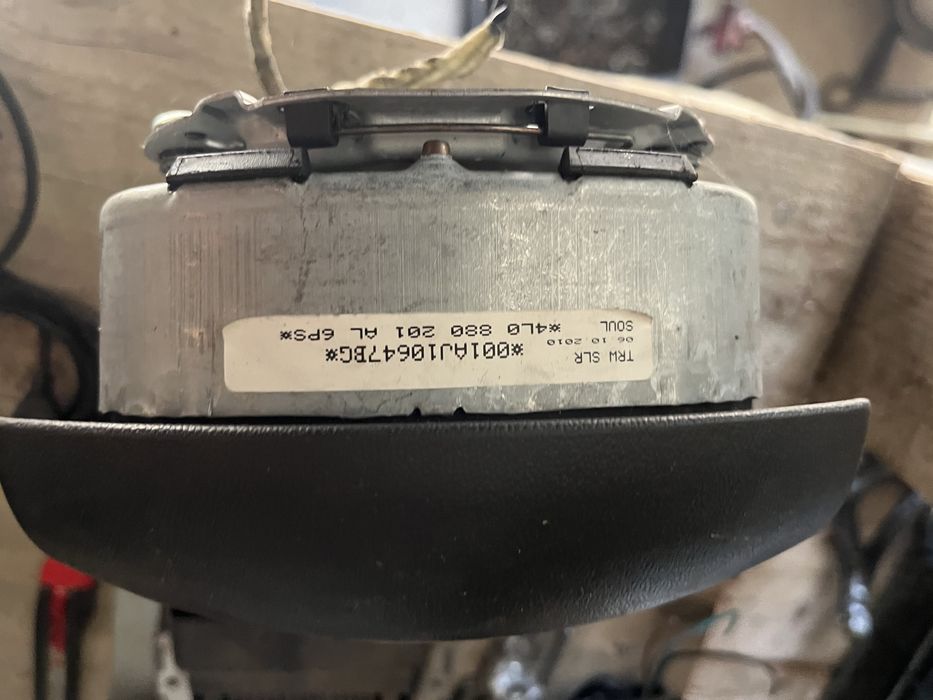 TRW SLR *001AJ10647BG*
06.10.2010
SOUL *4L0 880 201 AL 6PS*